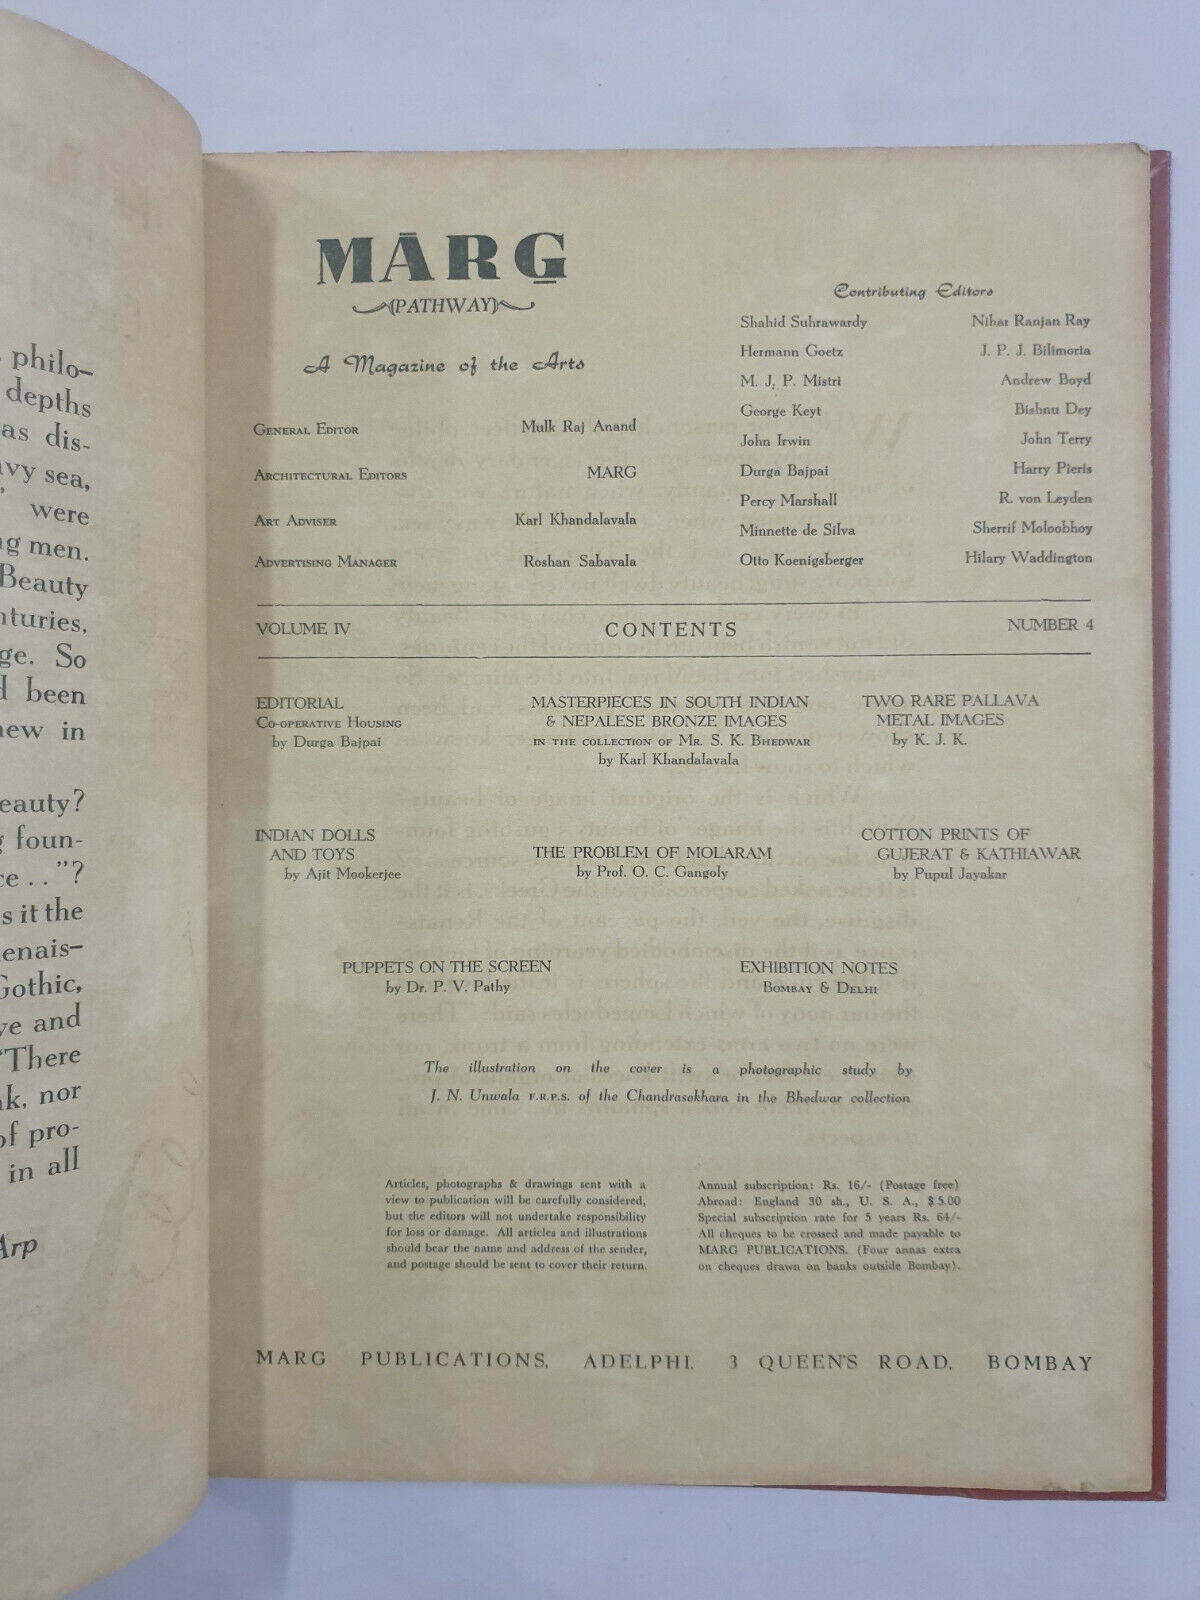 philo-
depths
as dis-
vy sea,
were
g men.
Beauty
nturies,
ge. So
d been
new in
eauty?
g foun-
ce . . "?
s it the
enais-
Gothic,
ve and
"There
nk, nor
of pro-
in all
Arp
MĀRG
(PATHWAY)
A Magazine of the Arts
GENERAL EDITOR Mulk Raj Anand
ARCHITECTURAL EDITORS MARG
ART ADVISER Karl Khandalavala
ADVERTISING MANAGER Roshan Sabavala
Contributing Editors
Shahid Suhrawardy Nihar Ranjan Ray
Hermann Goetz J. P. J. Bilimoria
M. J. P. Mistri Andrew Boyd
George Keyt Bishnu Dey
John Irwin John Terry
Durga Bajpai Harry Pieris
Percy Marshall R. von Leyden
Minnette de Silva Sherrif Moloobhoy
Otto Koenigsberger Hilary Waddington
VOLUME IV CONTENTS NUMBER 4
EDITORIAL
CO-OPERATIVE HOUSING
by Durga Bajpai
MASTERPIECES IN SOUTH INDIAN
& NEPALESE BRONZE IMAGES
IN THE COLLECTION OF MR. S. K. BHEDWAR
by Karl Khandalavala
TWO RARE PALLAVA
METAL IMAGES
by K. J. K.
INDIAN DOLLS
AND TOYS
by Ajit Mookerjee
THE PROBLEM OF MOLARAM
by Prof. O. C. Gangoly
COTTON PRINTS OF
GUJERAT & KATHIAWAR
by Pupul Jayakar
PUPPETS ON THE SCREEN
by Dr. P. V. Pathy
EXHIBITION NOTES
BOMBAY & DELHI
The illustration on the cover is a photographic study by
J. N. Unwala F.R.P.S. of the Chandrasekhara in the Bhedwar collection
Articles, photographs & drawings sent with a
view to publication will be carefully considered,
but the editors will not undertake responsibility
for loss or damage. All articles and illustrations
should bear the name and address of the sender,
and postage should be sent to cover their return.
Annual subscription: Rs. 16/- (Postage free)
Abroad: England 30 sh., U. S. A., $ 5.00
Special subscription rate for 5 years Rs. 64/-
All cheques to be crossed and made payable to
MARG PUBLICATIONS. (Four annas extra
on cheques drawn on banks outside Bombay).
MARG PUBLICATIONS, ADELPHI, 3 QUEEN'S ROAD, BOMBAY